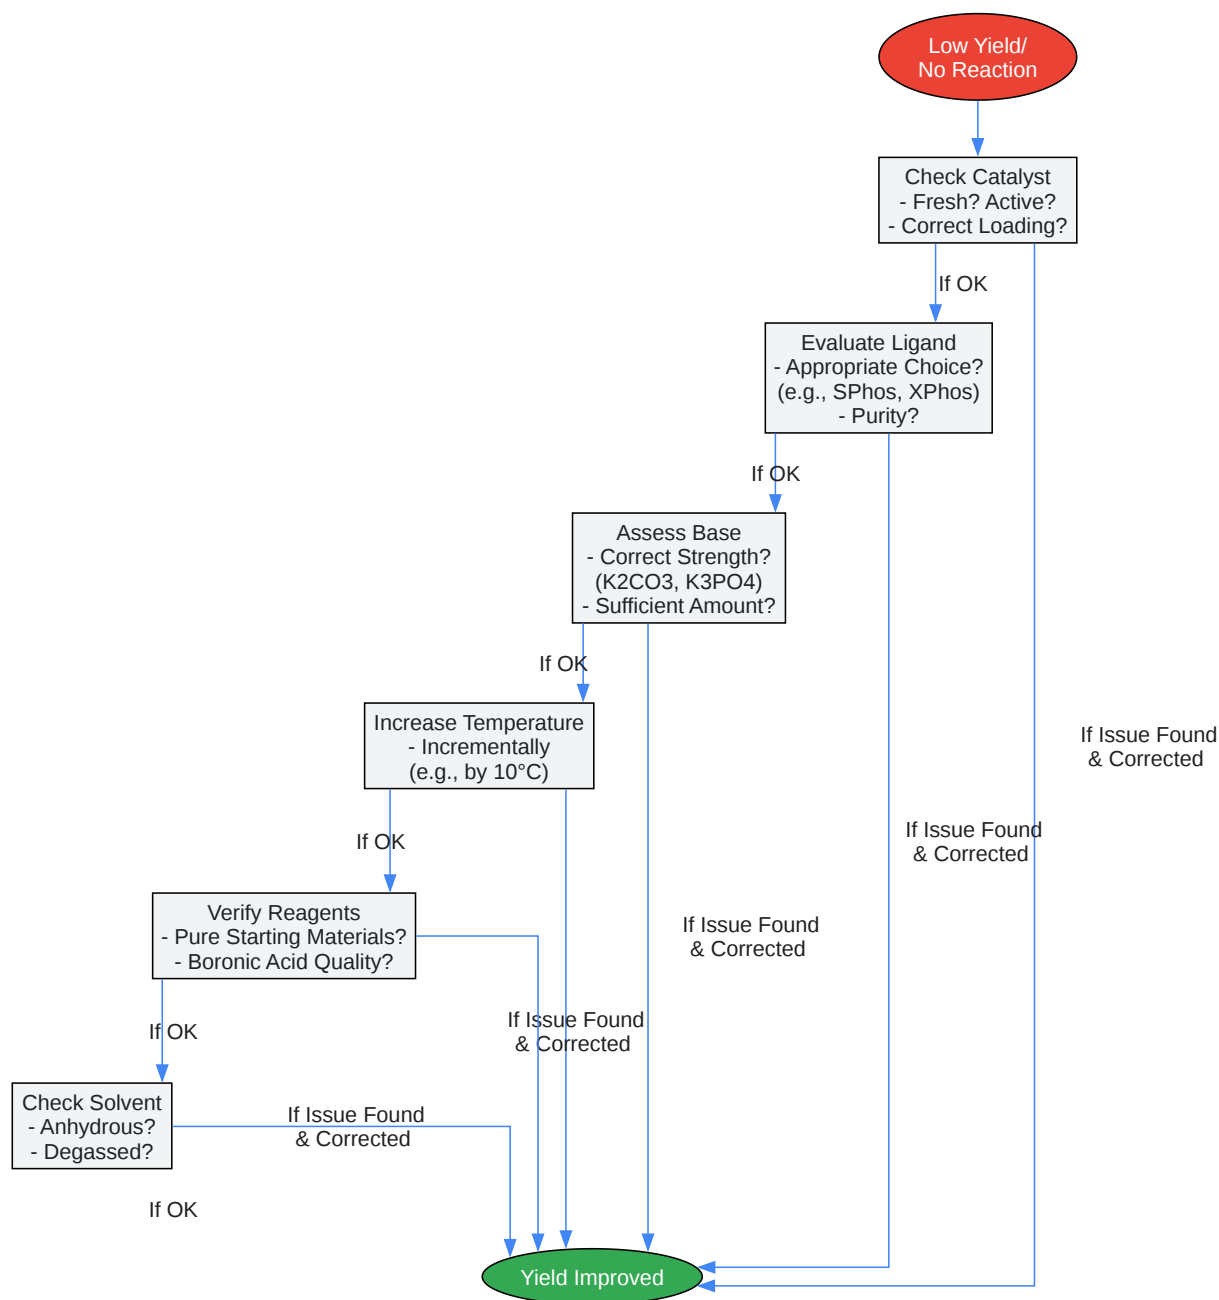 Low Yield/
No Reaction
Check Catalyst
- Fresh? Active?
- Correct Loading?
If OK
Evaluate Ligand
- Appropriate Choice?
(e.g., SPhos, XPhos)
- Purity?
If OK
Assess Base
- Correct Strength?
(K2CO3, K3PO4)
- Sufficient Amount?
If OK
Increase Temperature
- Incrementally
(e.g., by 10°C)
If Issue Found
& Corrected
If OK
If Issue Found
& Corrected
Verify Reagents
- Pure Starting Materials?
- Boronic Acid Quality?
If Issue Found
& Corrected
If OK
If Issue Found
& Corrected
Check Solvent
- Anhydrous?
- Degassed?
If Issue Found
& Corrected
If OK
Yield Improved